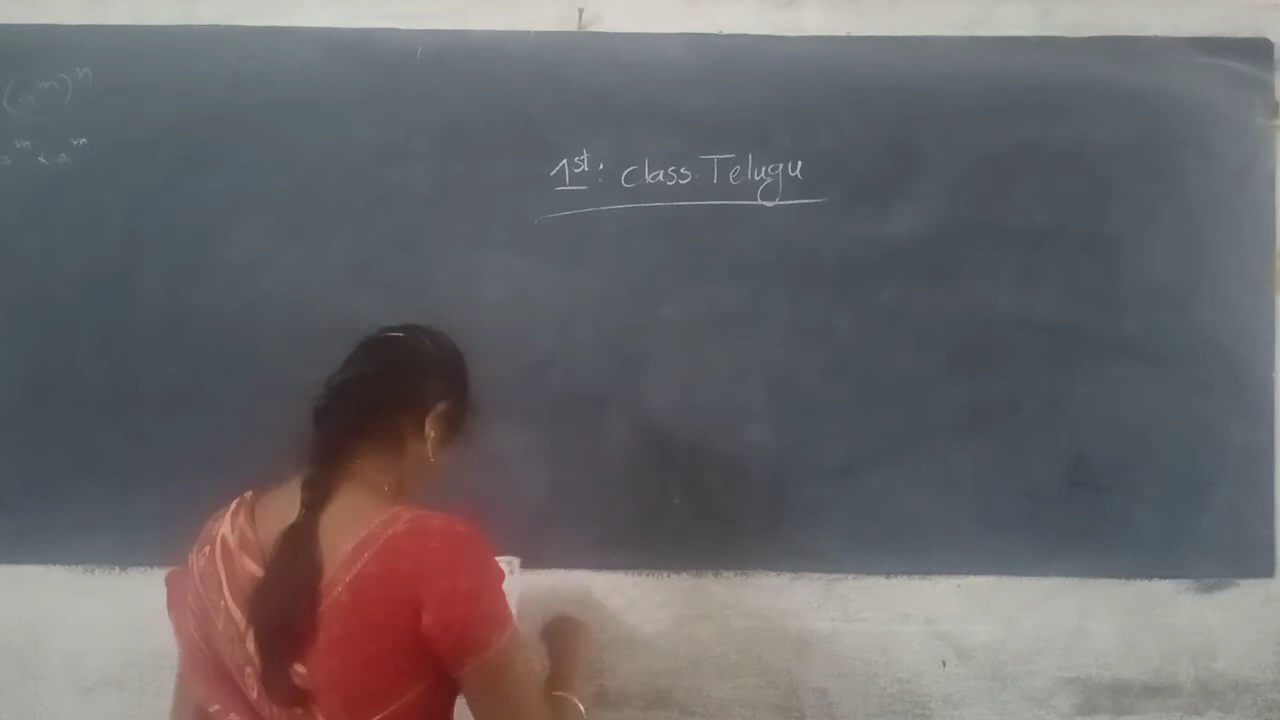 (a^m)^n
a^m × a^m
1st: class. Telugu